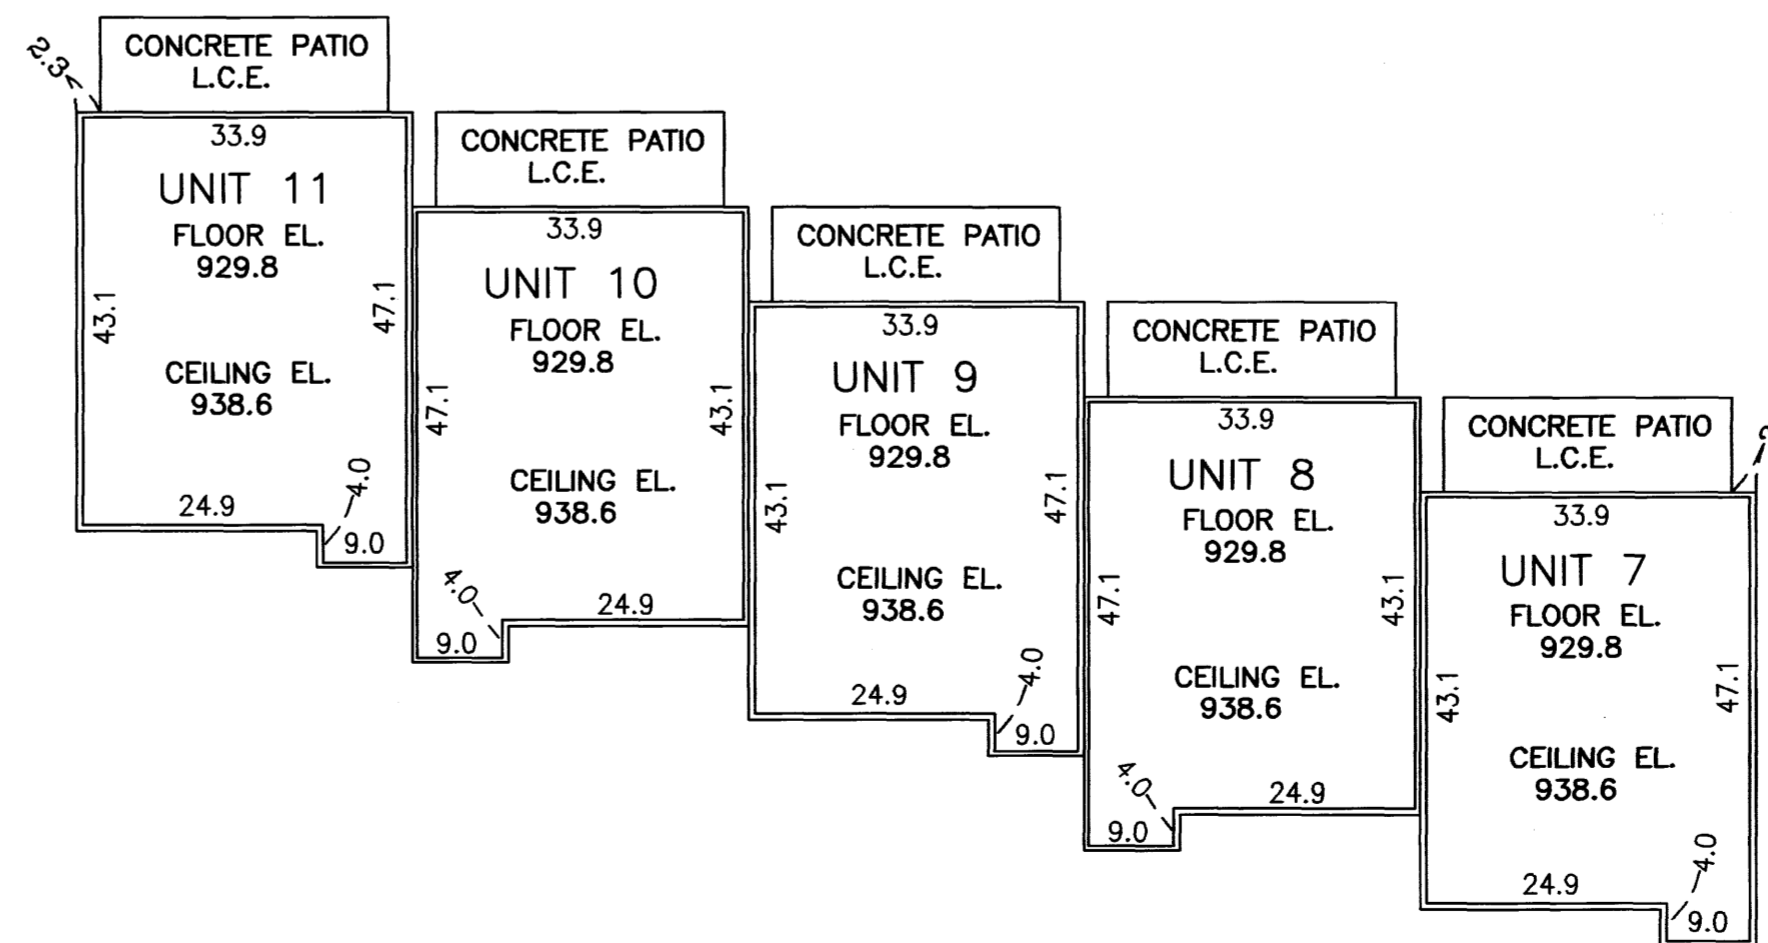 2.3
CONCRETE PATIO
L.C.E.
33.9
UNIT 11
FLOOR EL.
929.8
43.1
47.1
CEILING EL.
938.6
24.9
4.0
9.0
CONCRETE PATIO
L.C.E.
33.9
UNIT 10
FLOOR EL.
929.8
47.1
43.1
CEILING EL.
938.6
4.0
24.9
9.0
CONCRETE PATIO
L.C.E.
33.9
UNIT 9
FLOOR EL.
929.8
43.1
47.1
CEILING EL.
938.6
24.9
4.0
9.0
CONCRETE PATIO
L.C.E.
33.9
UNIT 8
FLOOR EL.
929.8
47.1
43.1
CEILING EL.
938.6
4.0
24.9
9.0
CONCRETE PATIO
L.C.E.
33.9
UNIT 7
FLOOR EL.
929.8
43.1
47.1
CEILING EL.
938.6
24.9
4.0
9.0